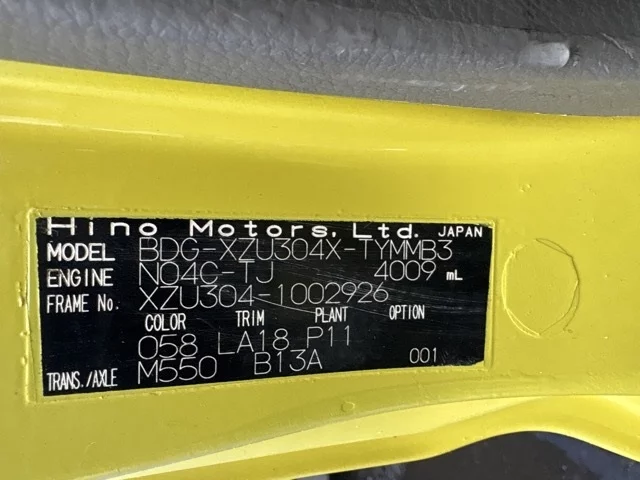 Hino Motors, Ltd. JAPAN
MODEL BDG-XZU304X-TYMMB3
ENGINE N04C-TJ 4009 mL
FRAME No. XZU304-1002926
COLOR TRIM PLANT OPTION
058 LA18 P11
TRANS./AXLE M550 B13A 001